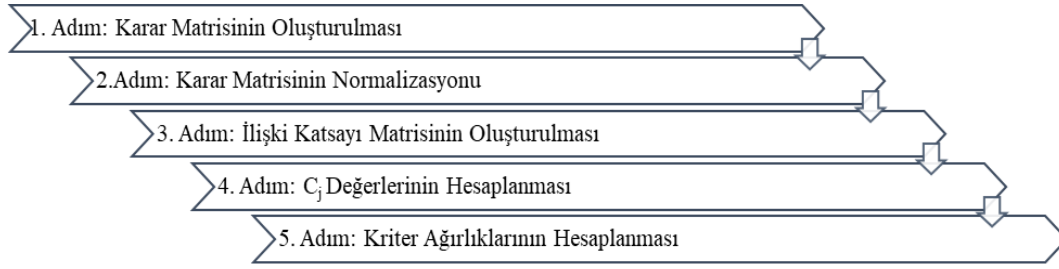 1. Adım: Karar Matrisinin Oluşturulması
2.Adım: Karar Matrisinin Normalizasyonu
3. Adım: İlişki Katsayı Matrisinin Oluşturulması
4. Adım: Cj Değerlerinin Hesaplanması
5. Adım: Kriter Ağırlıklarının Hesaplanması